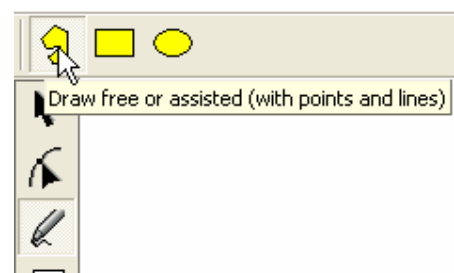 Draw free or assisted (with points and lines)